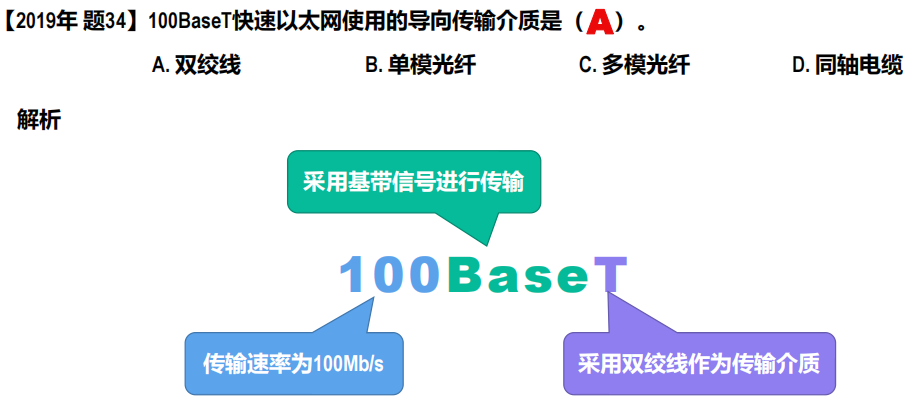 【2019年 题34】100BaseT快速以太网使用的导向传输介质是（A）。
A. 双绞线 B. 单模光纤 C. 多模光纤 D. 同轴电缆
解析
采用基带信号进行传输
100BaseT
传输速率为100Mb/s 采用双绞线作为传输介质